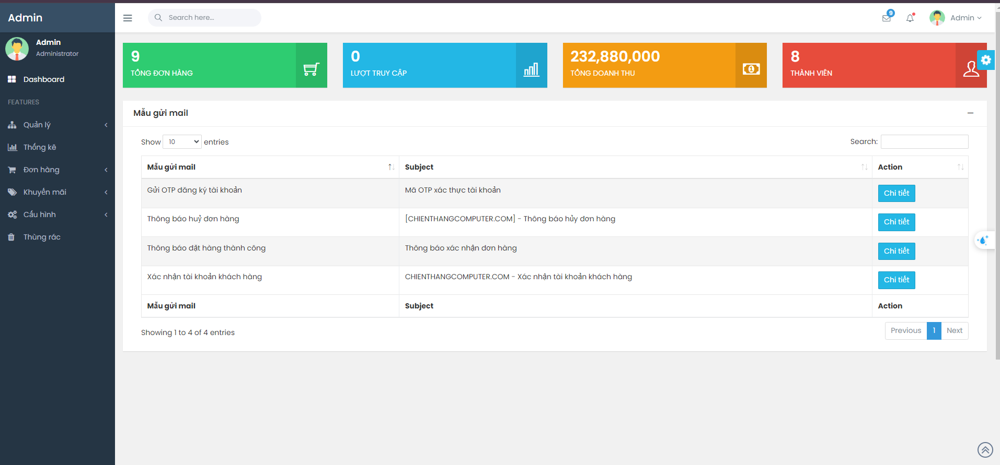 Admin
Search here...
9
Admin
Admin
Administrator
Dashboard
FEATURES
Quản lý
Thống kê
Đơn hàng
Khuyến mãi
Cấu hình
Thùng rác
9
TỔNG ĐƠN HÀNG
0
LƯỢT TRUY CẬP
232,880,000
TỔNG DOANH THU
1
8
THÀNH VIÊN
Mẫu gửi mail
Show 10 entries
Search:
Mẫu gửi mail Subject Action
Gửi OTP đăng ký tài khoản Mã OTP xác thực tài khoản Chi tiết
Thông báo huỷ đơn hàng [CHIENTHANGCOMPUTER.COM] - Thông báo hủy đơn hàng Chi tiết
Thông báo đặt hàng thành công Thông báo xác nhận đơn hàng Chi tiết
Xác nhận tài khoản khách hàng CHIENTHANGCOMPUTER.COM - Xác nhận tài khoản khách hàng Chi tiết
Mẫu gửi mail Subject Action
Showing 1 to 4 of 4 entries
Previous 1 Next